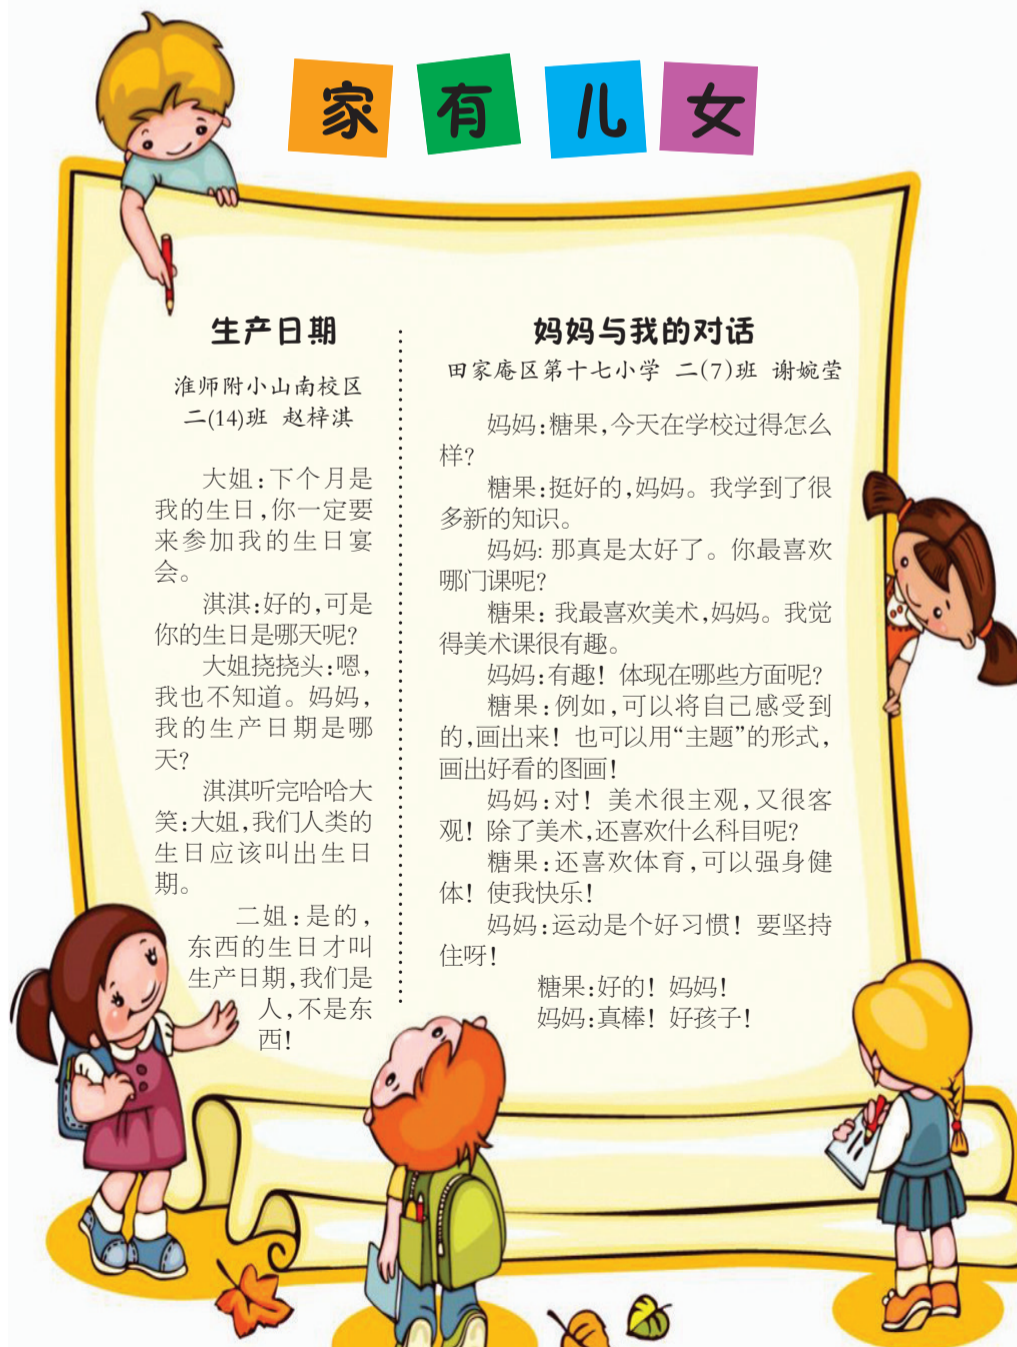 家有儿女
生产日期
淮师附小山南校区
二(14)班 赵梓淇
大姐:下个月是
我的生日,你一定要
来参加我的生日宴
会。
淇淇:好的,可是
你的生日是哪天呢?
大姐挠挠头:嗯,
我也不知道。妈妈,
我的生产日期是哪
天?
淇淇听完哈哈大
笑:大姐,我们人类的
生日应该叫出生日
期。
二姐:是的,
东西的生日才叫
生产日期,我们是
人,不是东
西!
妈妈与我的对话
田家庵区第十七小学 二(7)班 谢婉莹
妈妈:糖果,今天在学校过得怎么
样?
糖果:挺好的,妈妈。我学到了很
多新的知识。
妈妈: 那真是太好了。你最喜欢
哪门课呢?
糖果: 我最喜欢美术,妈妈。我觉
得美术课很有趣。
妈妈:有趣! 体现在哪些方面呢?
糖果:例如,可以将自己感受到
的,画出来! 也可以用“主题”的形式,
画出好看的图画!
妈妈:对! 美术很主观,又很客
观! 除了美术,还喜欢什么科目呢?
糖果:还喜欢体育,可以强身健
体! 使我快乐!
妈妈:运动是个好习惯! 要坚持
住呀!
糖果:好的! 妈妈!
妈妈:真棒! 好孩子!